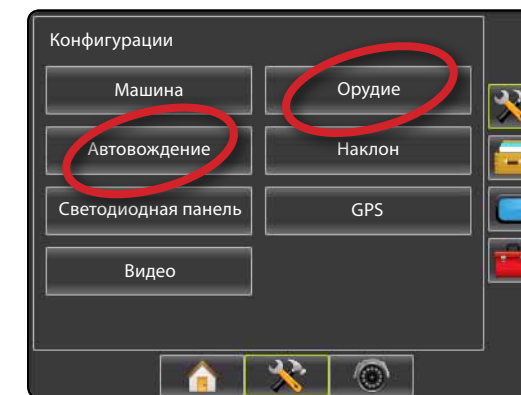 Конфигурации
Машина
Орудие
Автовождение
Наклон
Светодиодная панель
GPS
Видео